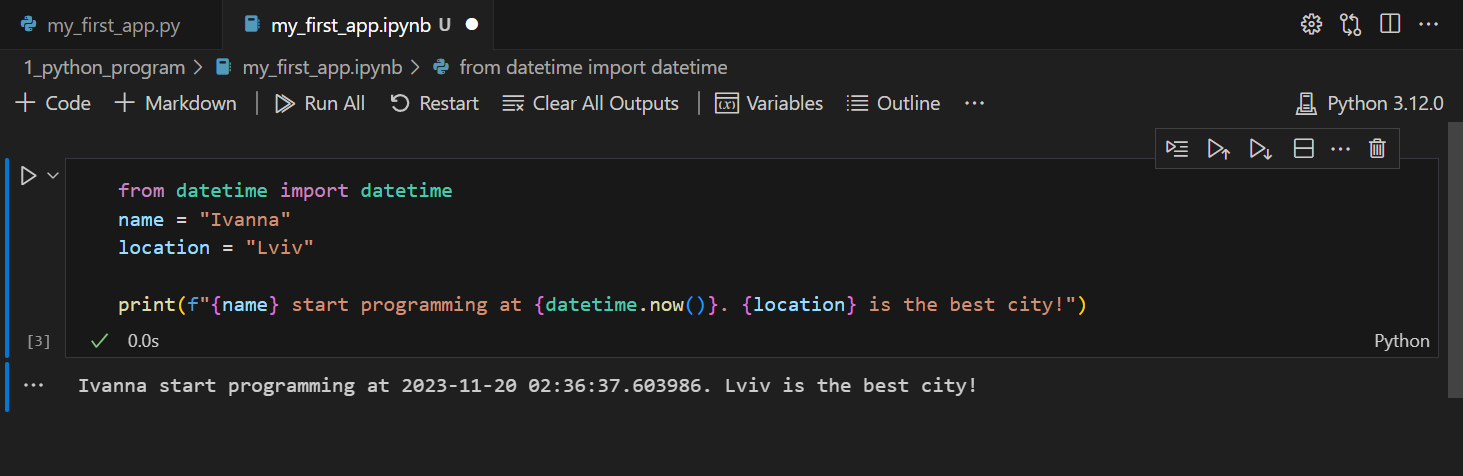 my_first_app.py my_first_app.ipynb U
1_python_program > my_first_app.ipynb > from datetime import datetime
+ Code + Markdown | Run All Restart Clear All Outputs | Variables Outline ... Python 3.12.0
from datetime import datetime
name = "Ivanna"
location = "Lviv"
print(f"{name} start programming at {datetime.now()}. {location} is the best city!")
[3] 0.0s Python
... Ivanna start programming at 2023-11-20 02:36:37.603986. Lviv is the best city!